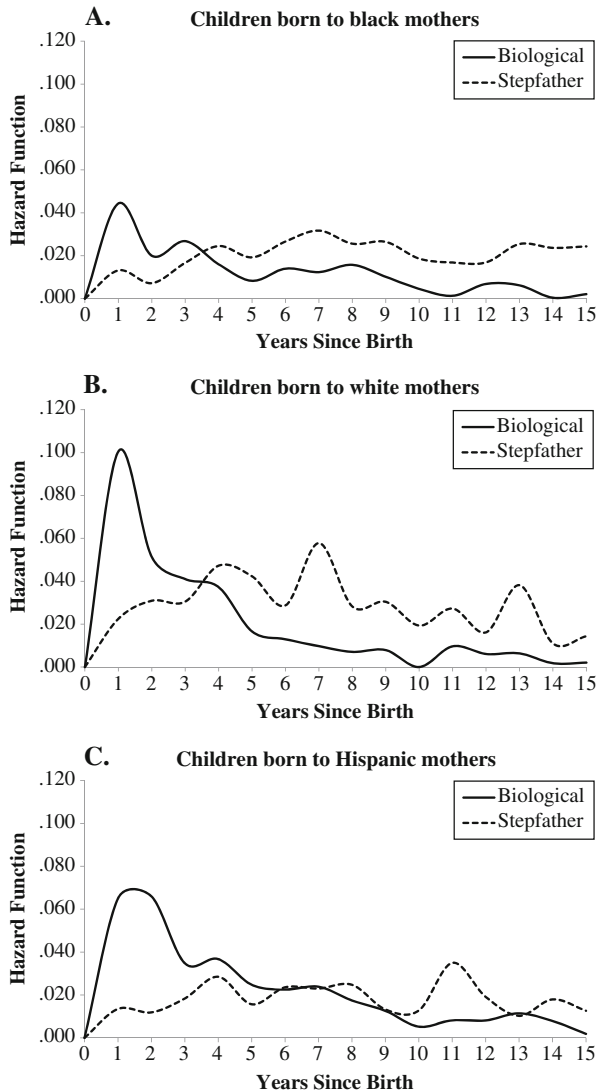 A. Children born to black mothers
.120
.100
.080
.060
.040
.020
.000
Hazard Function
Biological
Stepfather
0 1 2 3 4 5 6 7 8 9 10 11 12 13 14 15
Years Since Birth
B. Children born to white mothers
.120
.100
.080
.060
.040
.020
.000
Hazard Function
Biological
Stepfather
0 1 2 3 4 5 6 7 8 9 10 11 12 13 14 15
Years Since Birth
C. Children born to Hispanic mothers
.120
.100
.080
.060
.040
.020
.000
Hazard Function
Biological
Stepfather
0 1 2 3 4 5 6 7 8 9 10 11 12 13 14 15
Years Since Birth